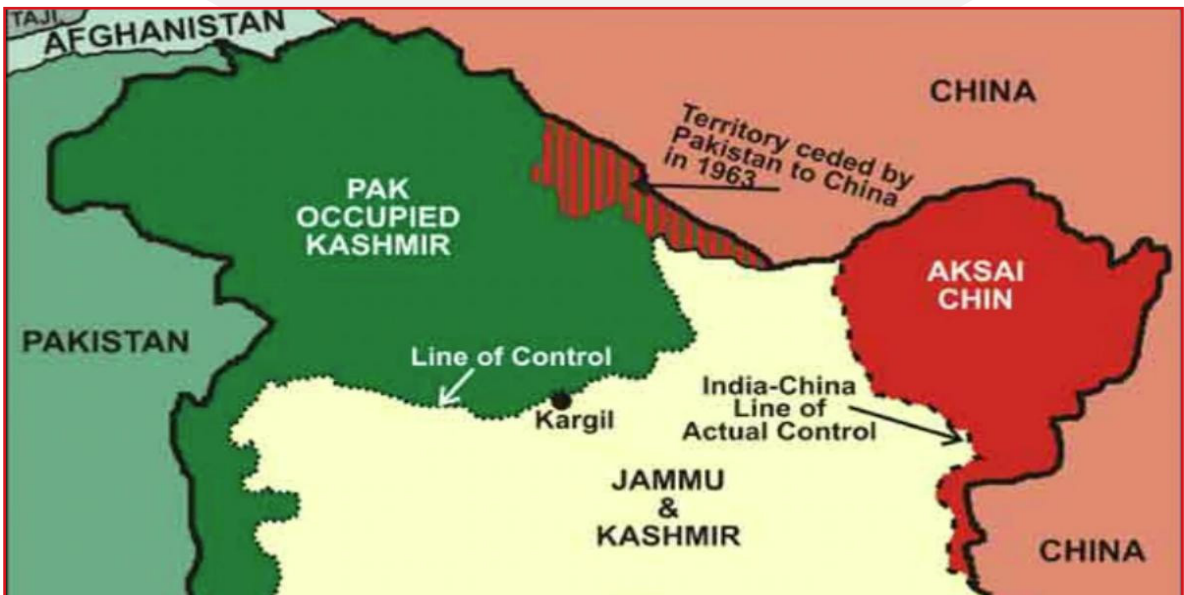 TAJI
AFGHANISTAN
CHINA
Territory ceded by
Pakistan to China
in 1963
PAK
OCCUPIED
KASHMIR
AKSAI
CHIN
PAKISTAN
Line of Control
India-China
Line of
Actual Control
Kargil
JAMMU
&
KASHMIR
CHINA